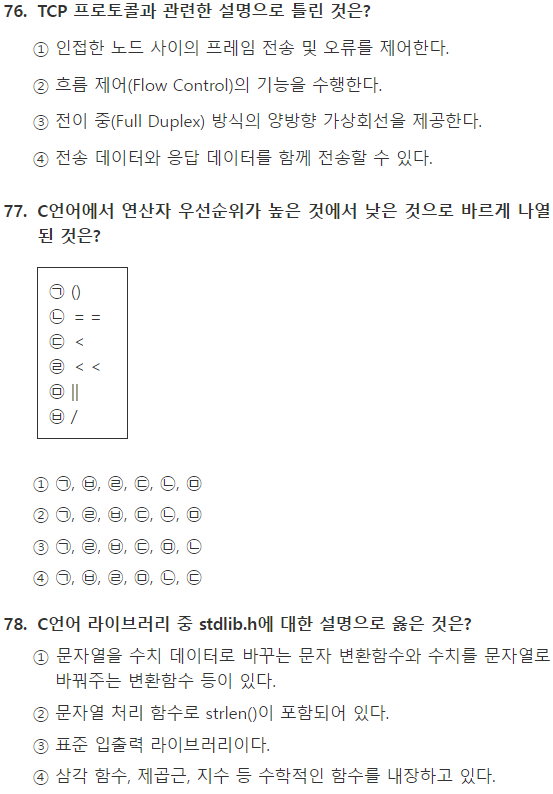 76. TCP 프로토콜과 관련한 설명으로 틀린 것은?
① 인접한 노드 사이의 프레임 전송 및 오류를 제어한다.
② 흐름 제어(Flow Control)의 기능을 수행한다.
③ 전이 중(Full Duplex) 방식의 양방향 가상회선을 제공한다.
④ 전송 데이터와 응답 데이터를 함께 전송할 수 있다.
77. C언어에서 연산자 우선순위가 높은 것에서 낮은 것으로 바르게 나열
된 것은?
㉠ ()
㉡ = =
㉢ <
㉣ < <
㉤ ||
㉥ /
① ㉠, ㉥, ㉣, ㉢, ㉡, ㉤
② ㉠, ㉣, ㉥, ㉢, ㉡, ㉤
③ ㉠, ㉣, ㉥, ㉢, ㉤, ㉡
④ ㉠, ㉥, ㉣, ㉤, ㉡, ㉢
78. C언어 라이브러리 중 stdlib.h에 대한 설명으로 옳은 것은?
① 문자열을 수치 데이터로 바꾸는 문자 변환함수와 수치를 문자열로
바꿔주는 변환함수 등이 있다.
② 문자열 처리 함수로 strlen()이 포함되어 있다.
③ 표준 입출력 라이브러리이다.
④ 삼각 함수, 제곱근, 지수 등 수학적인 함수를 내장하고 있다.